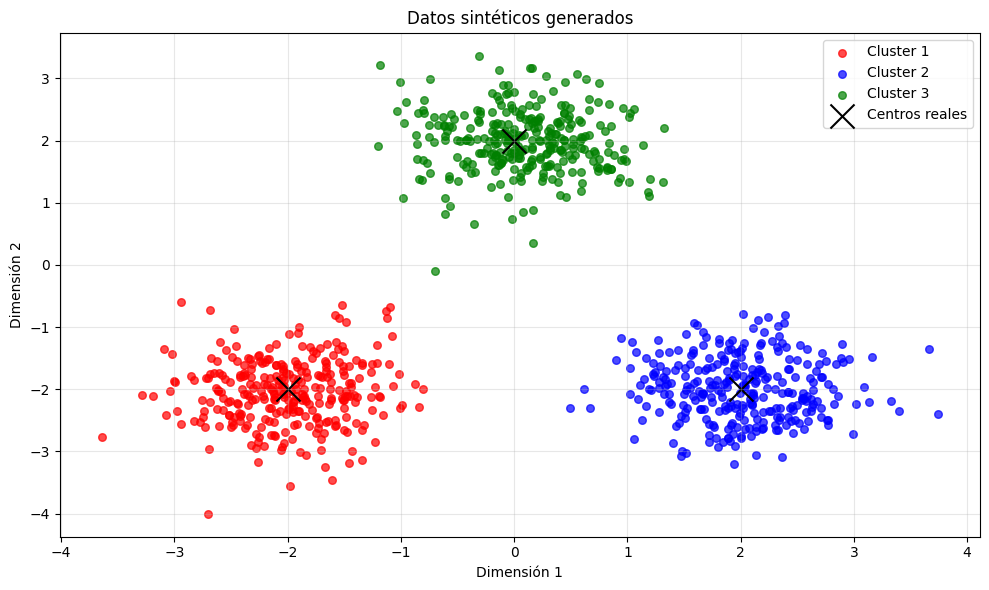 Datos sintéticos generados
Cluster 1
Cluster 2
Cluster 3
Centros reales
Dimensión 2
3
2
1
0
−1
−2
−3
−4
−4
−3
−2
−1
0
1
2
3
4
Dimensión 1